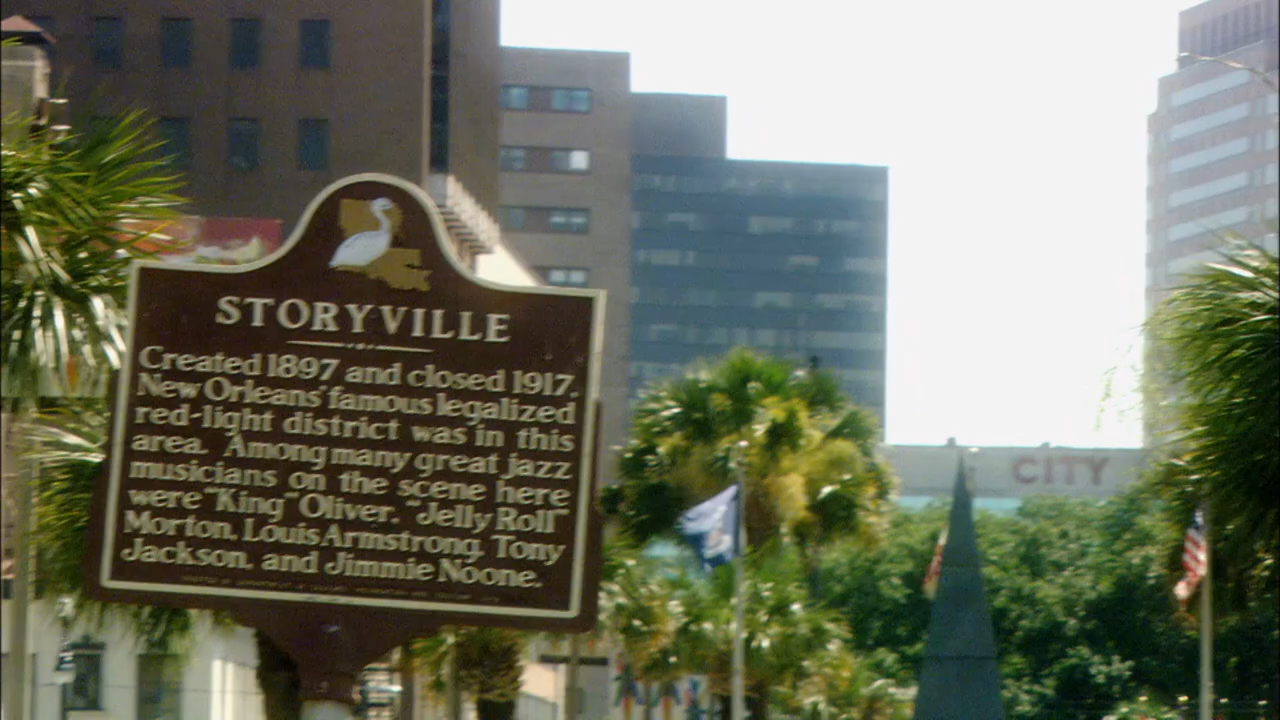 STORYVILLE
Created 1897 and closed 1917,
New Orleans' famous legalized
red-light district was in this
area. Among many great jazz
musicians on the scene here
were "King" Oliver, "Jelly Roll"
Morton, Louis Armstrong, Tony
Jackson, and Jimmie Noone.
CITY